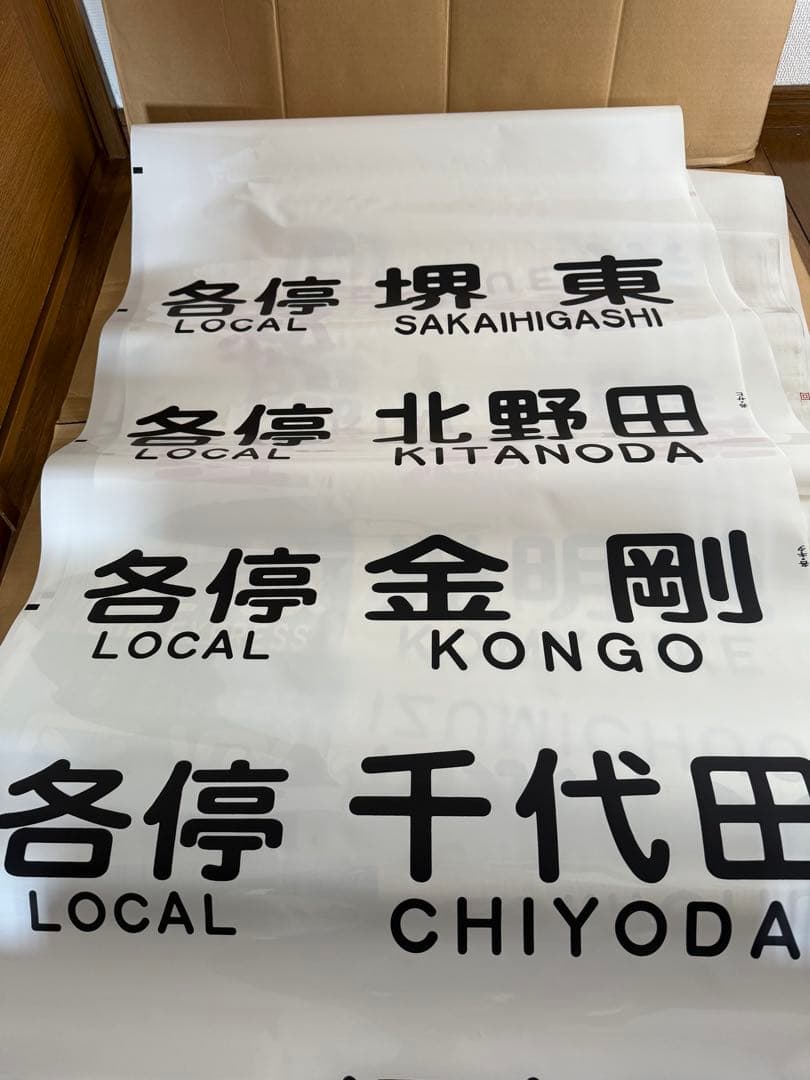 各停 堺東
LOCAL SAKAIHIGASHI
各停 北野田
LOCAL KITANODA
各停 金剛
LOCAL KONGO
各停 千代田
LOCAL CHIYODA